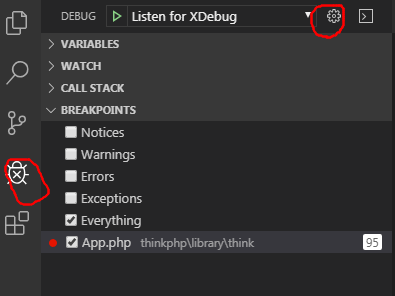 DEBUG Listen for XDebug
VARIABLES
WATCH
CALL STACK
BREAKPOINTS
Notices
Warnings
Errors
Exceptions
Everything
App.php thinkphp\library\think 95